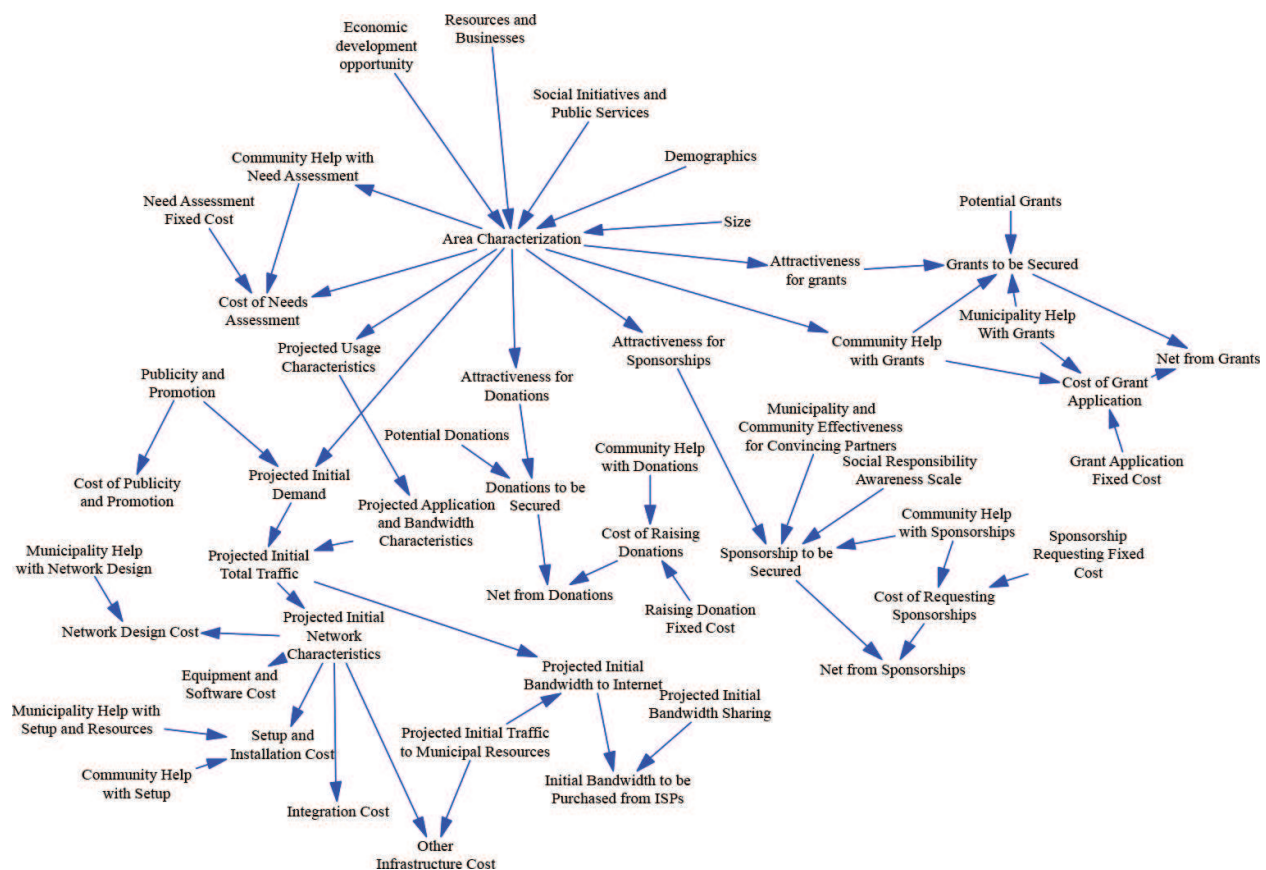 Economic
development
opportunity
Resources and
Businesses
Social Initiatives and
Public Services
Community Help with
Need Assessment
Demographics
Need Assessment
Fixed Cost
Size
Potential Grants
Area Characterization
Attractiveness
for grants
Grants to be Secured
Cost of Needs
Assessment
Projected Usage
Characteristics
Attractiveness for
Sponsorships
Community Help
with Grants
Municipality Help
With Grants
Net from Grants
Publicity and
Promotion
Attractiveness for
Donations
Cost of Grant
Application
Municipality and
Community Effectiveness
for Convincing Partners
Potential Donations
Community Help
with Donations
Social Responsibility
Awareness Scale
Grant Application
Fixed Cost
Cost of Publicity
and Promotion
Projected Initial
Demand
Projected Application
and Bandwidth
Characteristics
Donations to be
Secured
Community Help
with Sponsorships
Sponsorship
Requesting Fixed
Cost
Municipality Help
with Network Design
Projected Initial
Total Traffic
Cost of Raising
Donations
Sponsorship to be
Secured
Net from Donations
Raising Donation
Fixed Cost
Cost of Requesting
Sponsorships
Network Design Cost
Projected Initial
Network
Characteristics
Equipment and
Software Cost
Projected Initial
Bandwidth to Internet
Net from Sponsorships
Projected Initial
Bandwidth Sharing
Municipality Help with
Setup and Resources
Setup and
Installation Cost
Projected Initial Traffic
to Municipal Resources
Community Help
with Setup
Initial Bandwidth to be
Purchased from ISPs
Integration Cost
Other
Infrastructure Cost